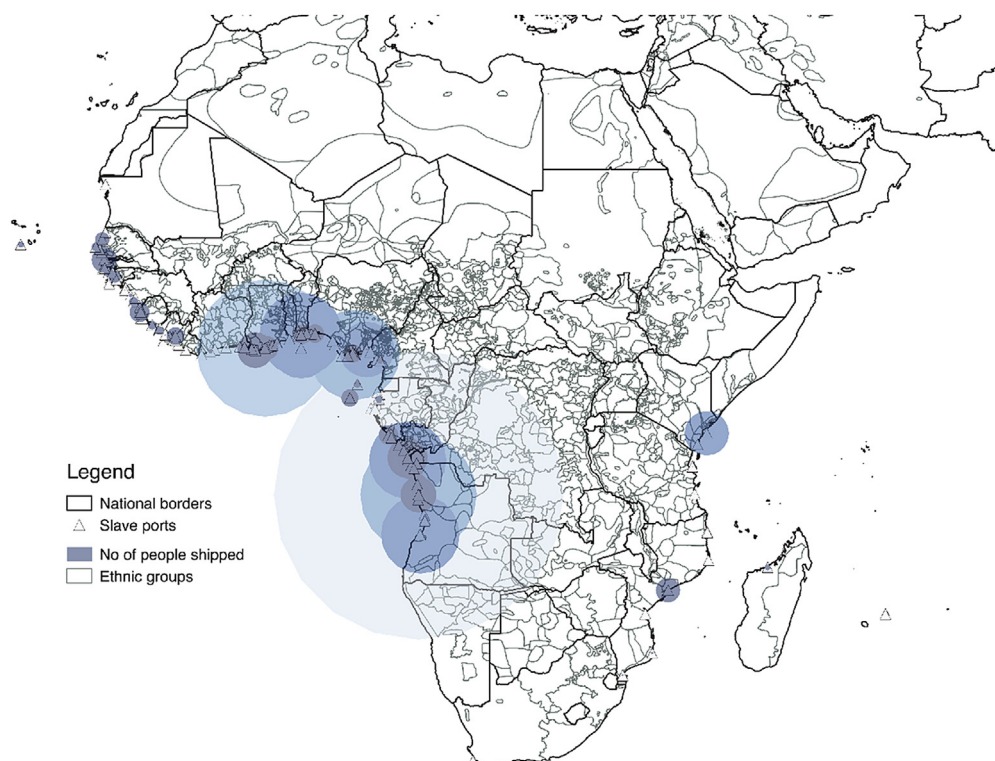 Legend
National borders
Slave ports
No of people shipped
Ethnic groups